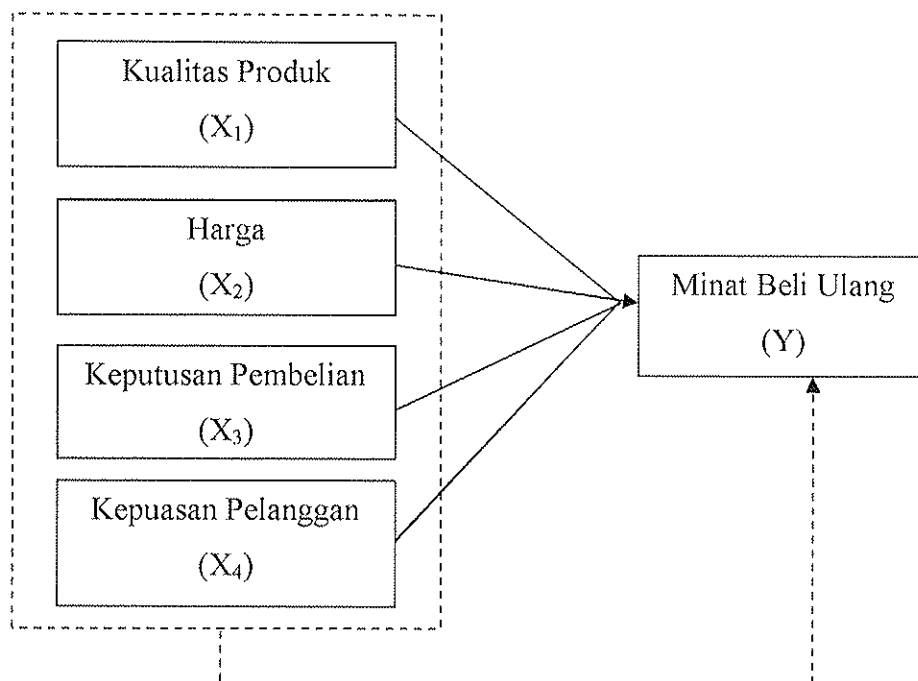 Kualitas Produk
(X₁)
Harga
(X₂)
Keputusan Pembelian
(X₃)
Kepuasan Pelanggan
(X₄)
Minat Beli Ulang
(Y)